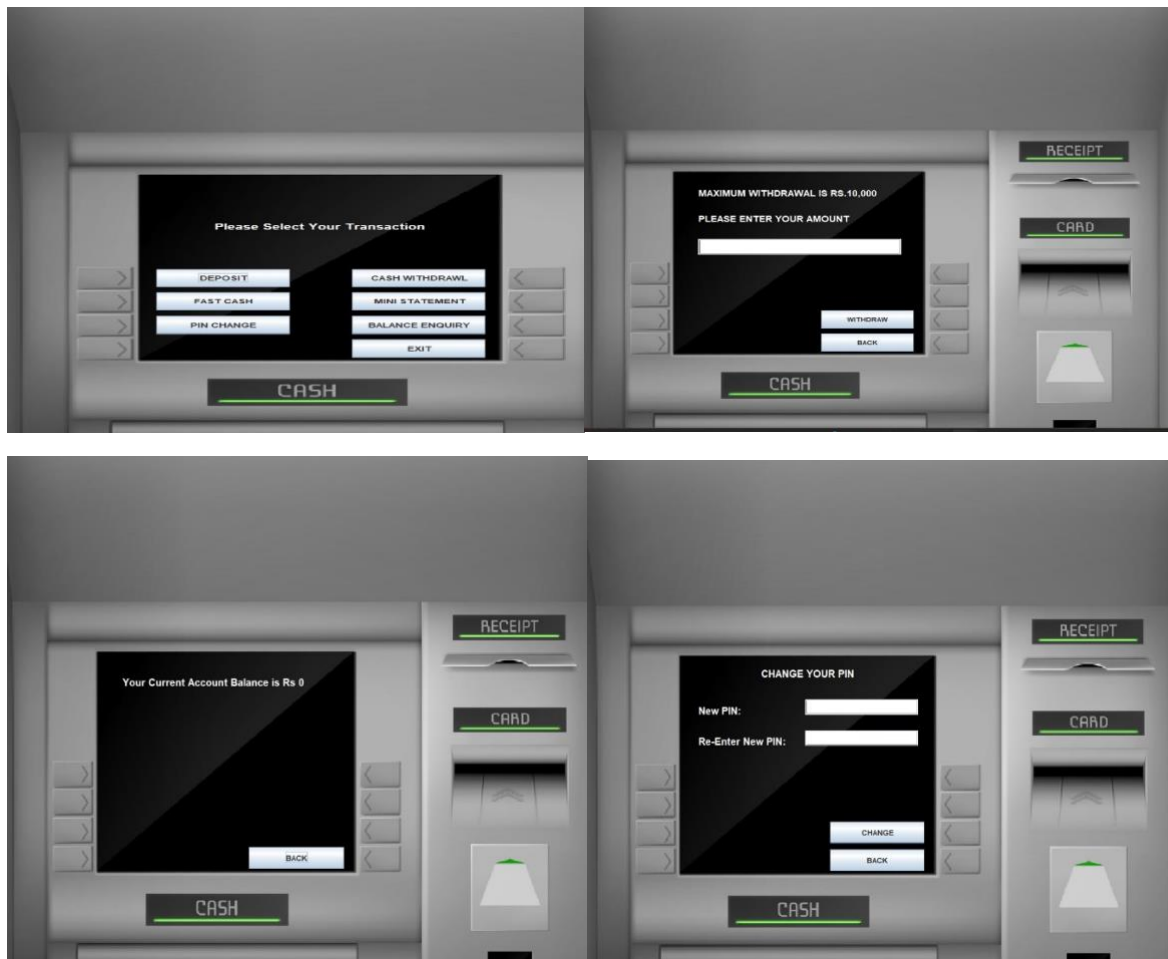 Please Select Your Transaction
DEPOSIT
CASH WITHDRAWL
FAST CASH
MINI STATEMENT
PIN CHANGE
BALANCE ENQUIRY
EXIT
CASH
MAXIMUM WITHDRAWAL IS RS.10,000
PLEASE ENTER YOUR AMOUNT
WITHDRAW
BACK
CASH
RECEIPT
CARD
Your Current Account Balance is Rs 0
BACK
CASH
RECEIPT
CARD
CHANGE YOUR PIN
New PIN:
Re-Enter New PIN:
CHANGE
BACK
CASH
RECEIPT
CARD